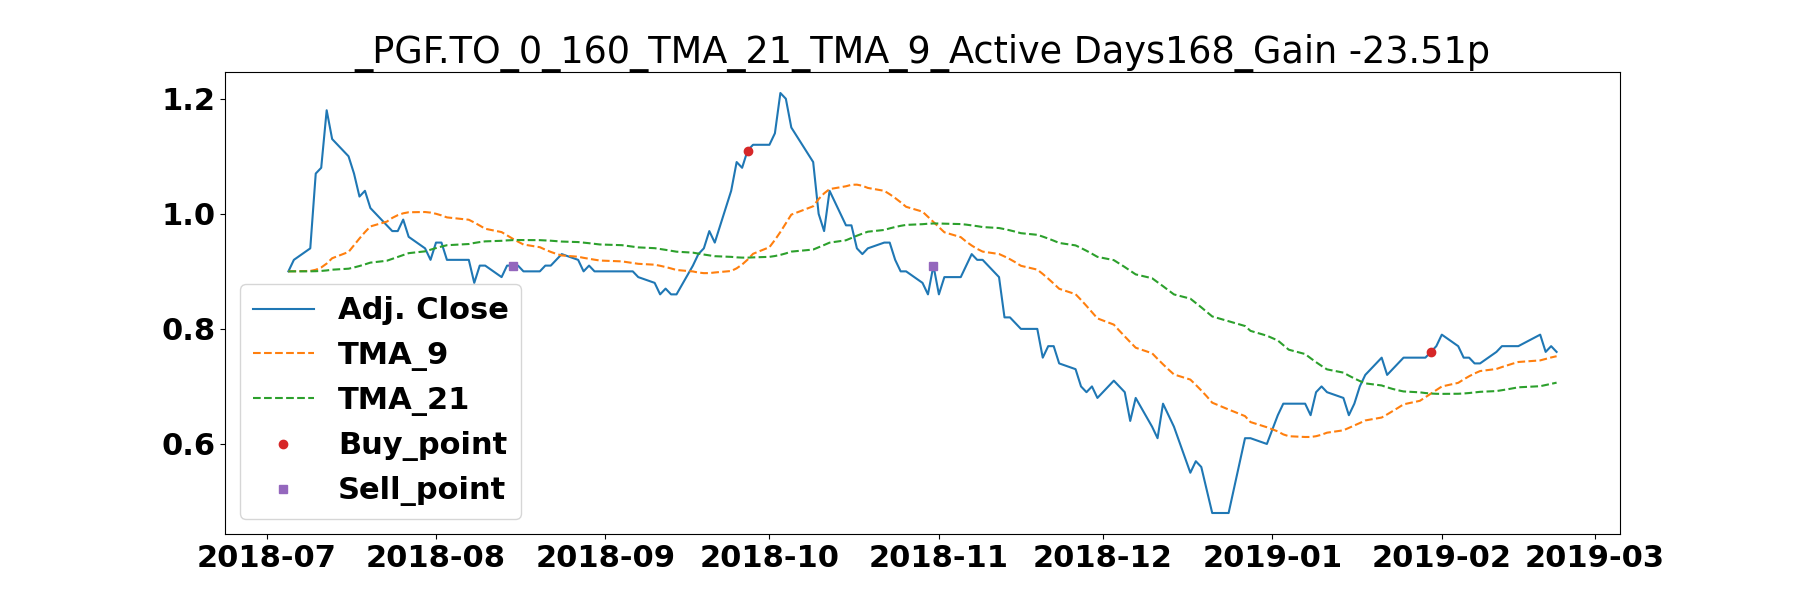 _PGF.TO_0_160_TMA_21_TMA_9_Active Days168_Gain -23.51p
1.2
1.0
0.8
0.6
Adj. Close
TMA_9
TMA_21
Buy_point
Sell_point
2018-07 2018-08 2018-09 2018-10 2018-11 2018-12 2019-01 2019-02 2019-03